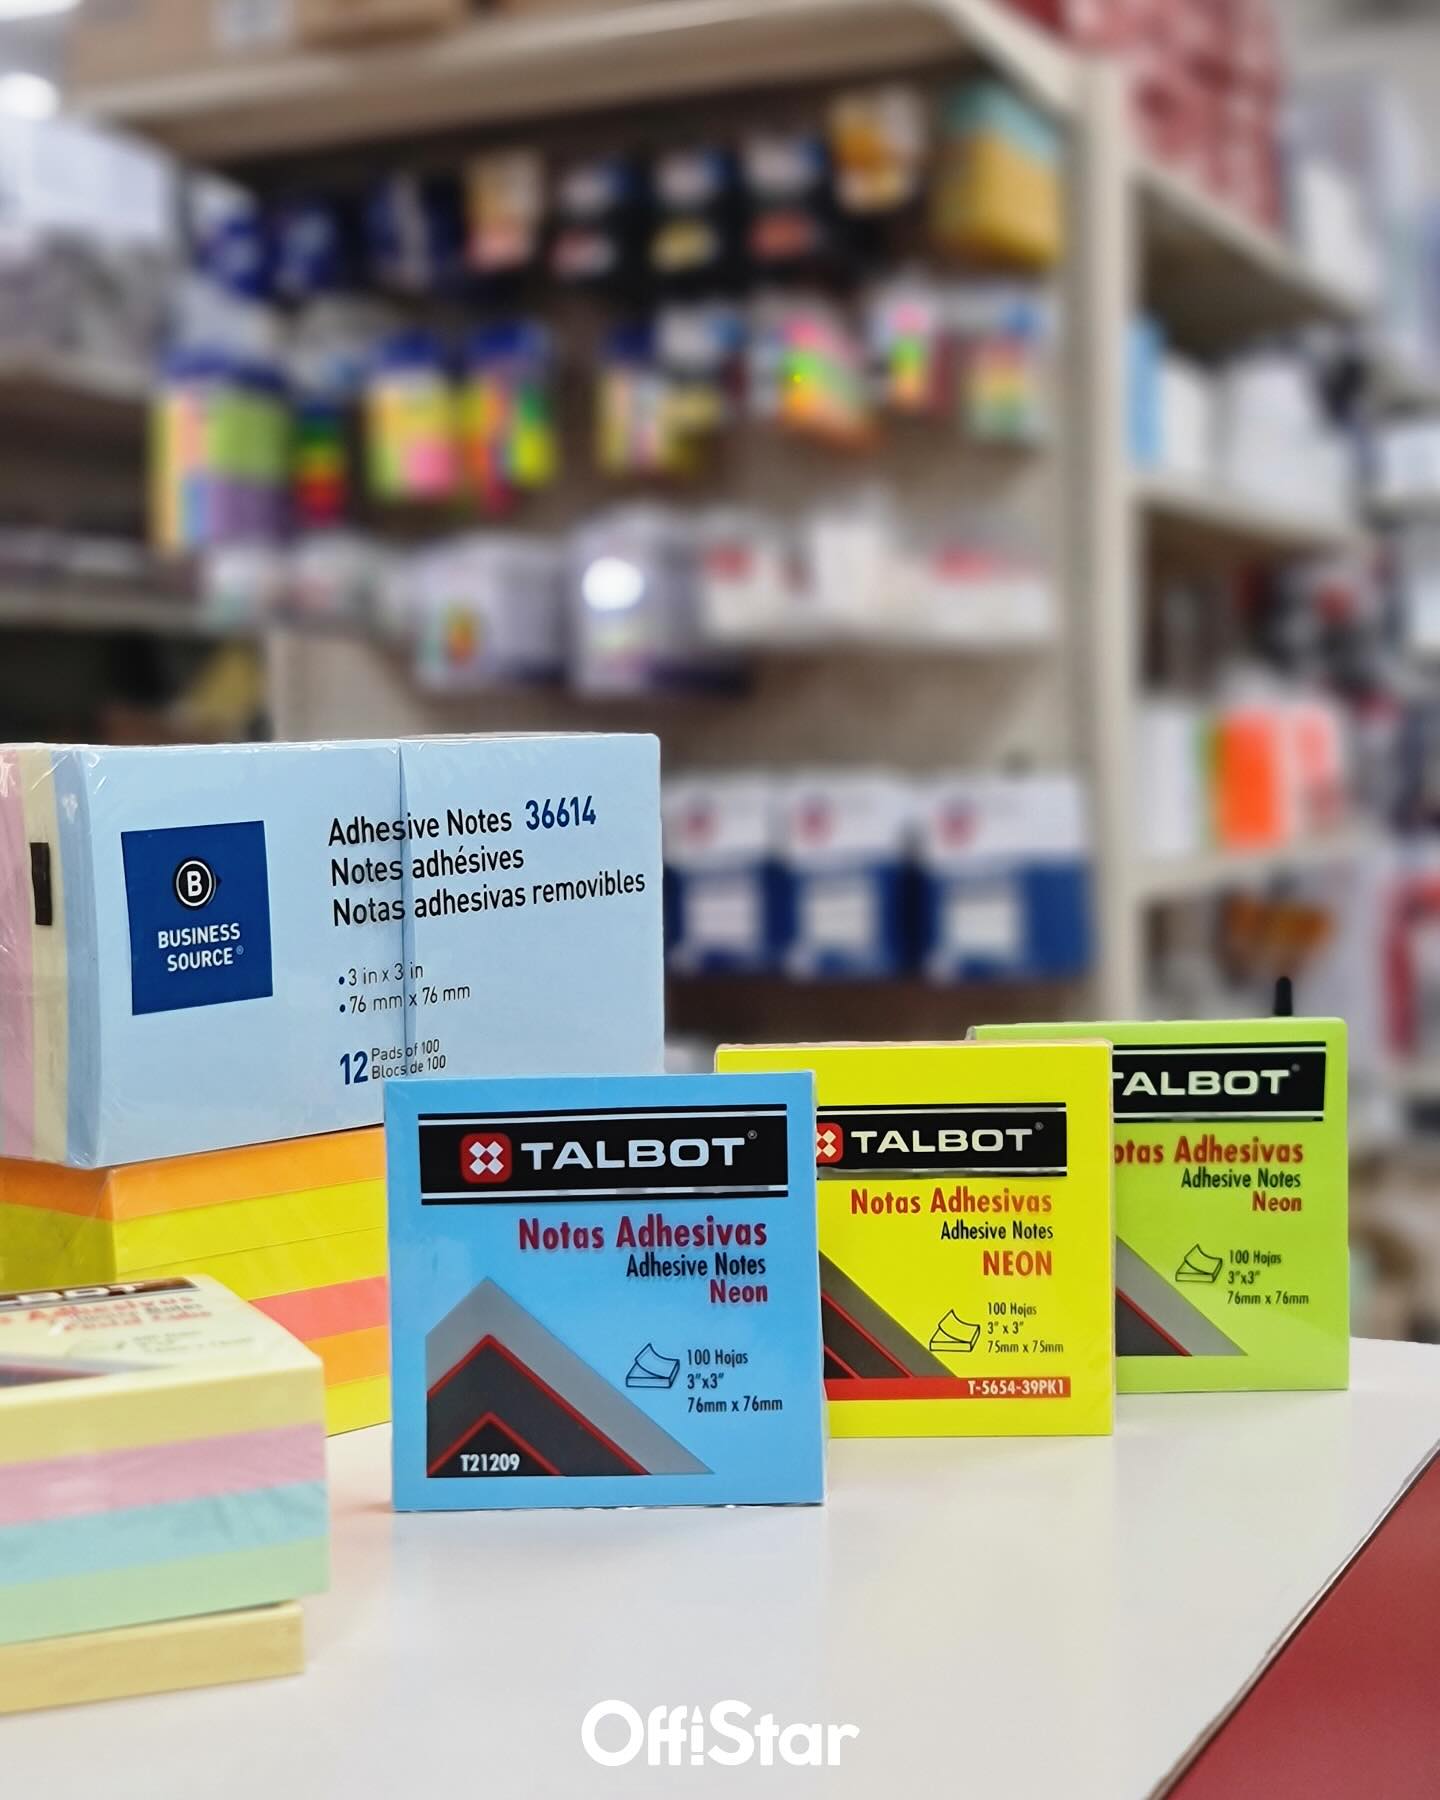 B
BUSINESS
SOURCE®
Adhesive Notes 36614
Notes adhésives
Notas adhesivas removibles
• 3 in x 3 in
• 76 mm x 76 mm
12 Pads of 100
Blocs de 100
TALBOT®
Notas Adhesivas
Adhesive Notes
Neon
100 Hojas
3"x3"
76mm x 76mm
T21209
TALBOT®
Notas Adhesivas
Adhesive Notes
NEON
100 Hojas
3" x 3"
75mm x 75mm
T-5654-39PK1
TALBOT®
otas Adhesivas
Adhesive Notes
Neon
100 Hojas
3"x3"
76mm x 76mm
Adhesivas
OffiStar